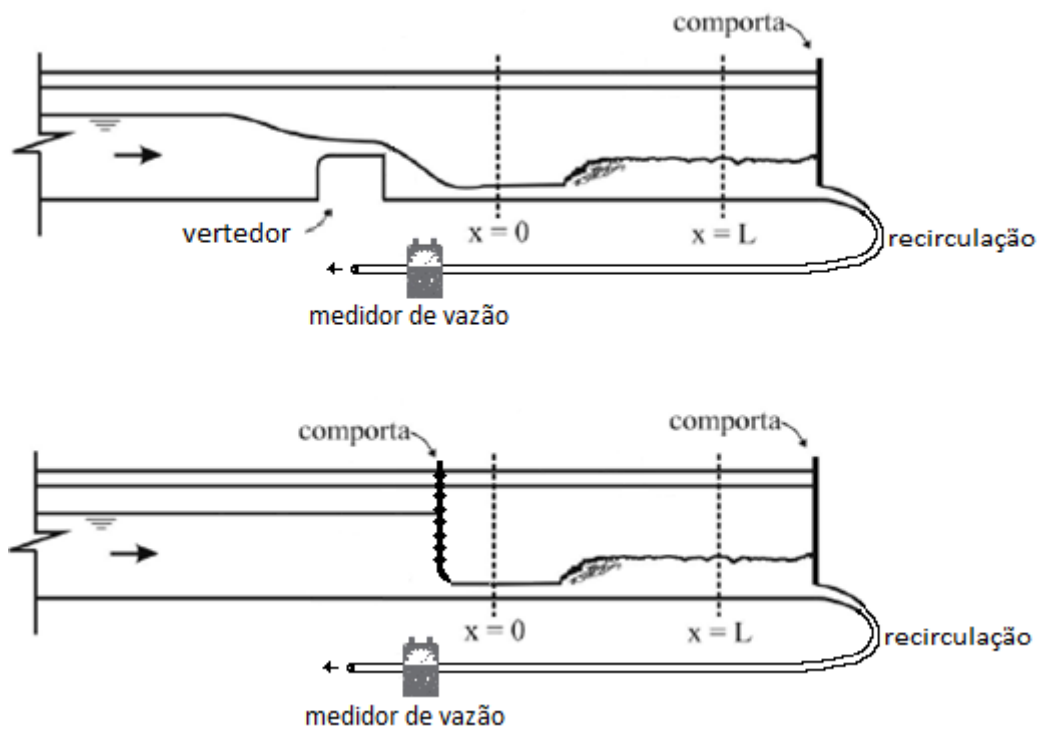 comporta
vertedor
x = 0
x = L
recirculação
medidor de vazão
comporta
comporta
x = 0
x = L
recirculação
medidor de vazão